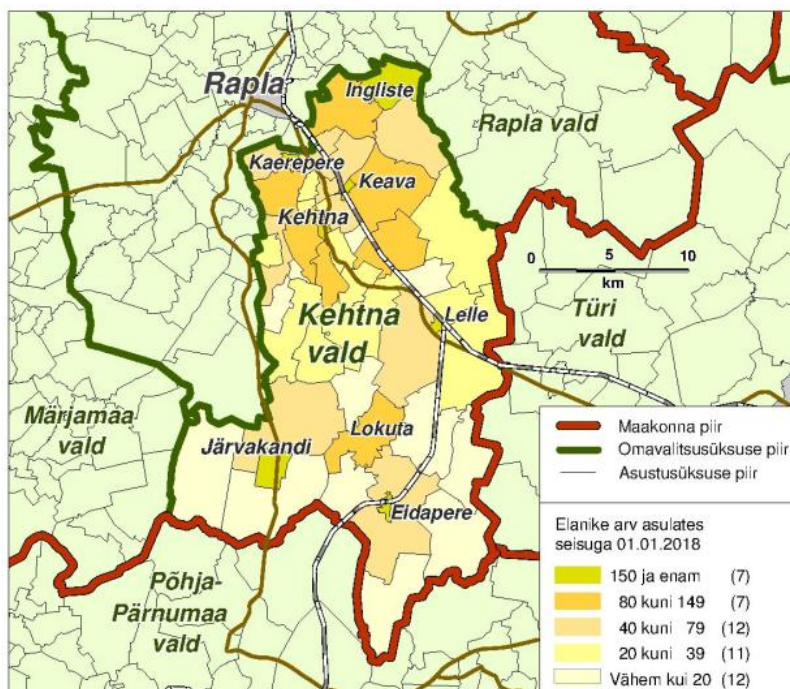 Rapla
Ingliste
Rapla vald
Kaerepere
Keava
Kehtna
0 5 10
km
Kehtna
vald
Lelle
Türi
vald
Märjamaa
vald
Järvakandi
Lokuta
Eidapere
Põhja-
Pärnumaa
vald
Maakonna piir
Omavalitsusüksuse piir
Asustusüksuse piir
Elanike arv asulates
seisuga 01.01.2018
150 ja enam (7)
80 kuni 149 (7)
40 kuni 79 (12)
20 kuni 39 (11)
Vähem kui 20 (12)